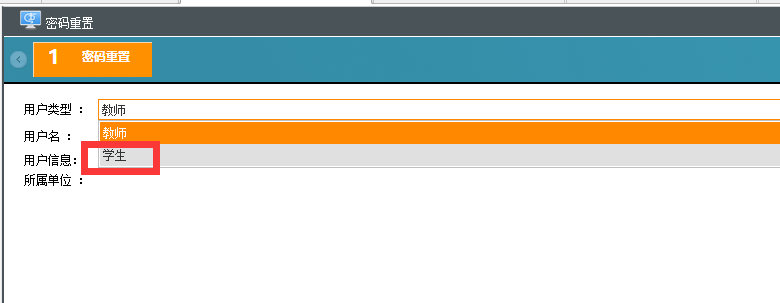 密码重置
1 密码重置
用户类型 : 教师
教师
用户名 :
学生
用户信息:
所属单位 :